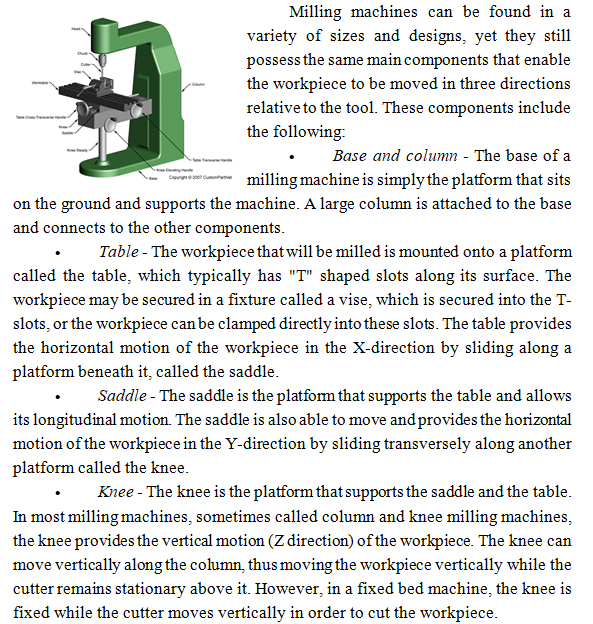 Head
Chuck
Cutter
Vise
Worktable
Column
Table Cross-Transverse Handle
Knee
Saddle
Knee Steady
Table Transverse Handle
Knee Elevating Handle
Base
Copyright © 2007 CustomPartNet
Milling machines can be found in a
variety of sizes and designs, yet they still
possess the same main components that enable
the workpiece to be moved in three directions
relative to the tool. These components include
the following:
• Base and column - The base of a
milling machine is simply the platform that sits
on the ground and supports the machine. A large column is attached to the base
and connects to the other components.
• Table - The workpiece that will be milled is mounted onto a platform
called the table, which typically has "T" shaped slots along its surface. The
workpiece may be secured in a fixture called a vise, which is secured into the T-
slots, or the workpiece can be clamped directly into these slots. The table provides
the horizontal motion of the workpiece in the X-direction by sliding along a
platform beneath it, called the saddle.
• Saddle - The saddle is the platform that supports the table and allows
its longitudinal motion. The saddle is also able to move and provides the horizontal
motion of the workpiece in the Y-direction by sliding transversely along another
platform called the knee.
• Knee - The knee is the platform that supports the saddle and the table.
In most milling machines, sometimes called column and knee milling machines,
the knee provides the vertical motion (Z direction) of the workpiece. The knee can
move vertically along the column, thus moving the workpiece vertically while the
cutter remains stationary above it. However, in a fixed bed machine, the knee is
fixed while the cutter moves vertically in order to cut the workpiece.